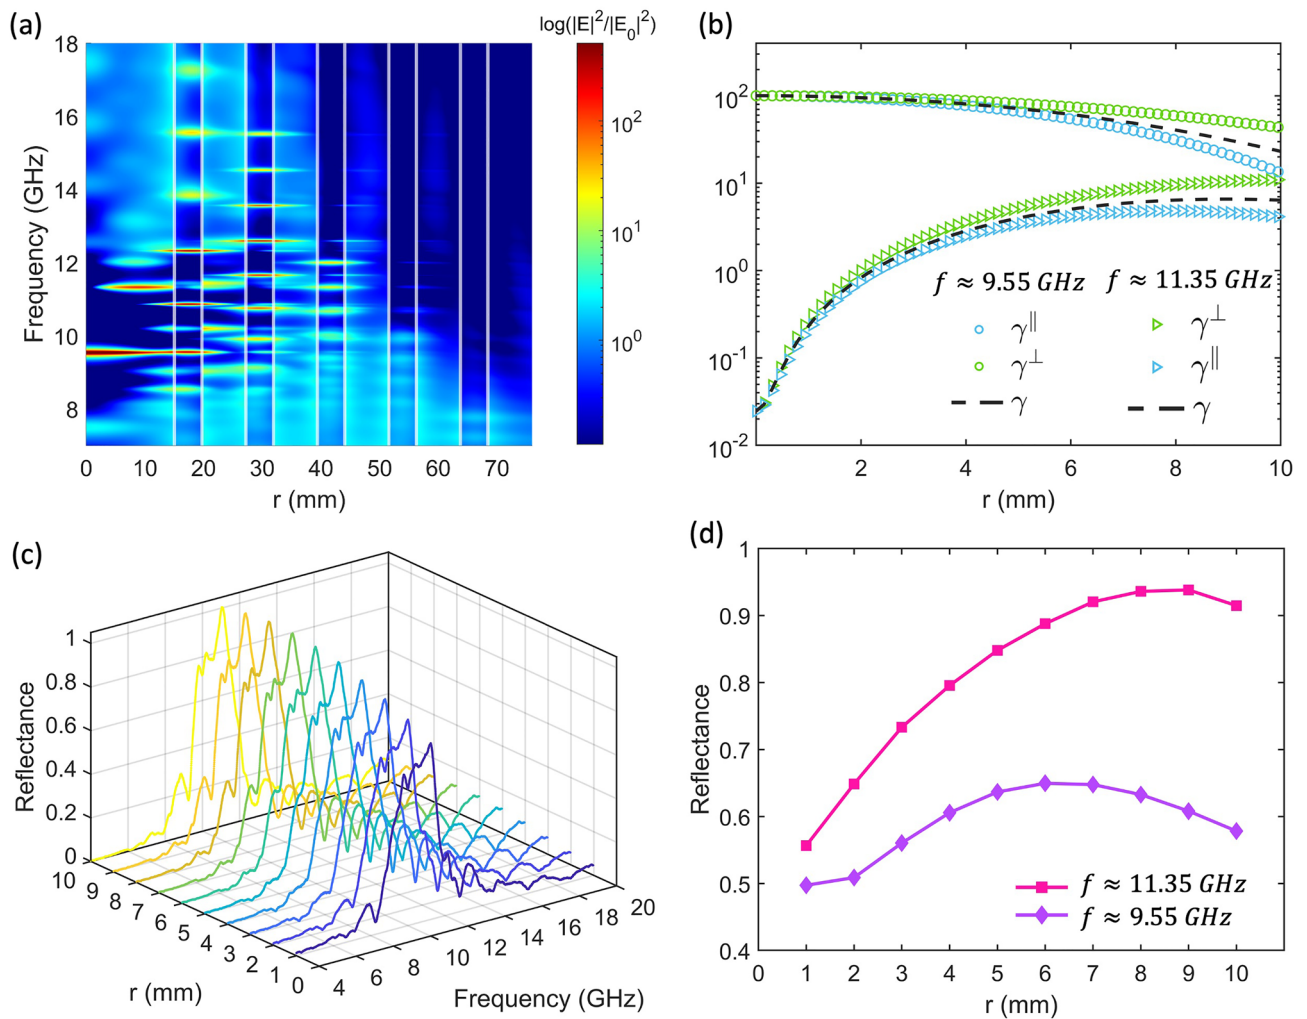 (a)
log(|E|²/|E₀|²)
18
16
14
12
10
8
Frequency (GHz)
0 10 20 30 40 50 60 70
r (mm)
10²
10¹
10⁰
(b)
10²
10¹
10⁰
10⁻¹
10⁻²
f ≈ 9.55 GHz f ≈ 11.35 GHz
γ∥ γ⊥
γ⊥ γ∥
γ γ
2 4 6 8 10
r (mm)
(c)
1
0.8
0.6
0.4
0.2
0
Reflectance
10 9 8 7 6 5 4 3 2 1 0
r (mm)
4 6 8 10 12 14 16 18 20
Frequency (GHz)
(d)
1
0.9
0.8
0.7
0.6
0.5
0.4
Reflectance
f ≈ 11.35 GHz
f ≈ 9.55 GHz
0 1 2 3 4 5 6 7 8 9 10
r (mm)